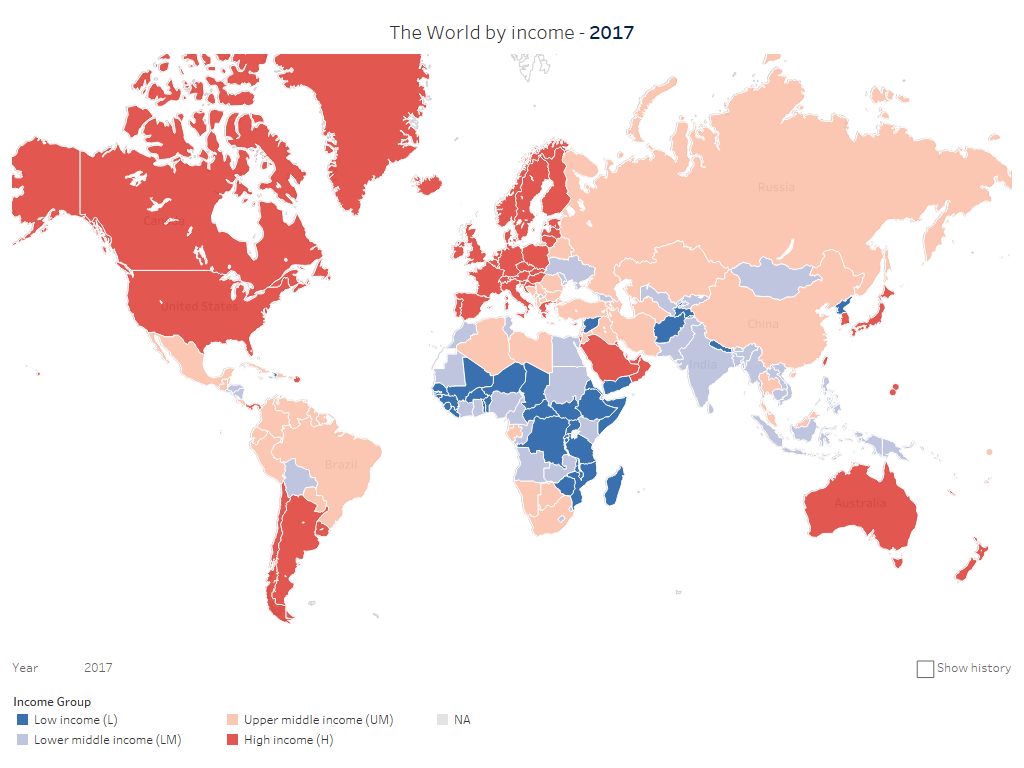 The World by income - 2017
Russia
Canada
United States
China
India
Brazil
Australia
Year 2017
Show history
Income Group
Low income (L)
Upper middle income (UM)
NA
Lower middle income (LM)
High income (H)